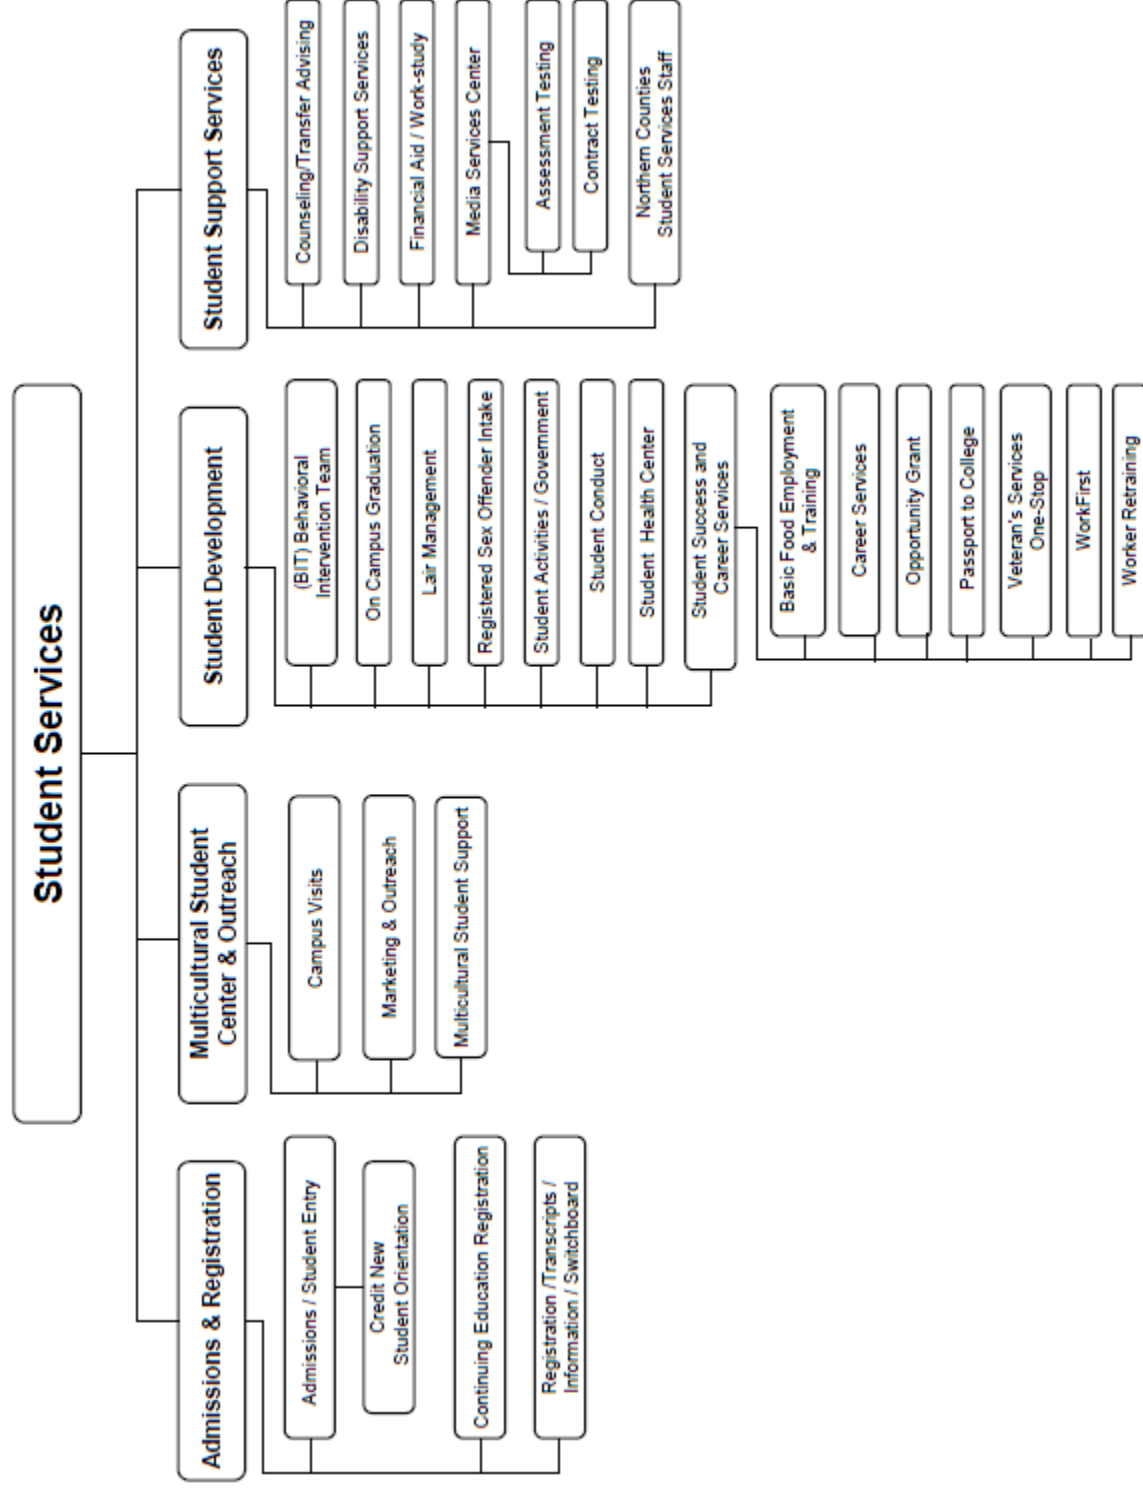 Student Services
Admissions & Registration
Admissions / Student Entry
Credit New
Student Orientation
Continuing Education Registration
Registration /Transcripts /
Information / Switchboard
Multicultural Student
Center & Outreach
Campus Visits
Marketing & Outreach
Multicultural Student Support
Student Development
(BIT) Behavioral
Intervention Team
On Campus Graduation
Lair Management
Registered Sex Offender Intake
Student Activities / Government
Student Conduct
Student Health Center
Student Success and
Career Services
Basic Food Employment
& Training
Career Services
Opportunity Grant
Passport to College
Veteran's Services
One-Stop
WorkFirst
Worker Retraining
Student Support Services
Counseling/Transfer Advising
Disability Support Services
Financial Aid / Work-study
Media Services Center
Assessment Testing
Contract Testing
Northern Counties
Student Services Staff